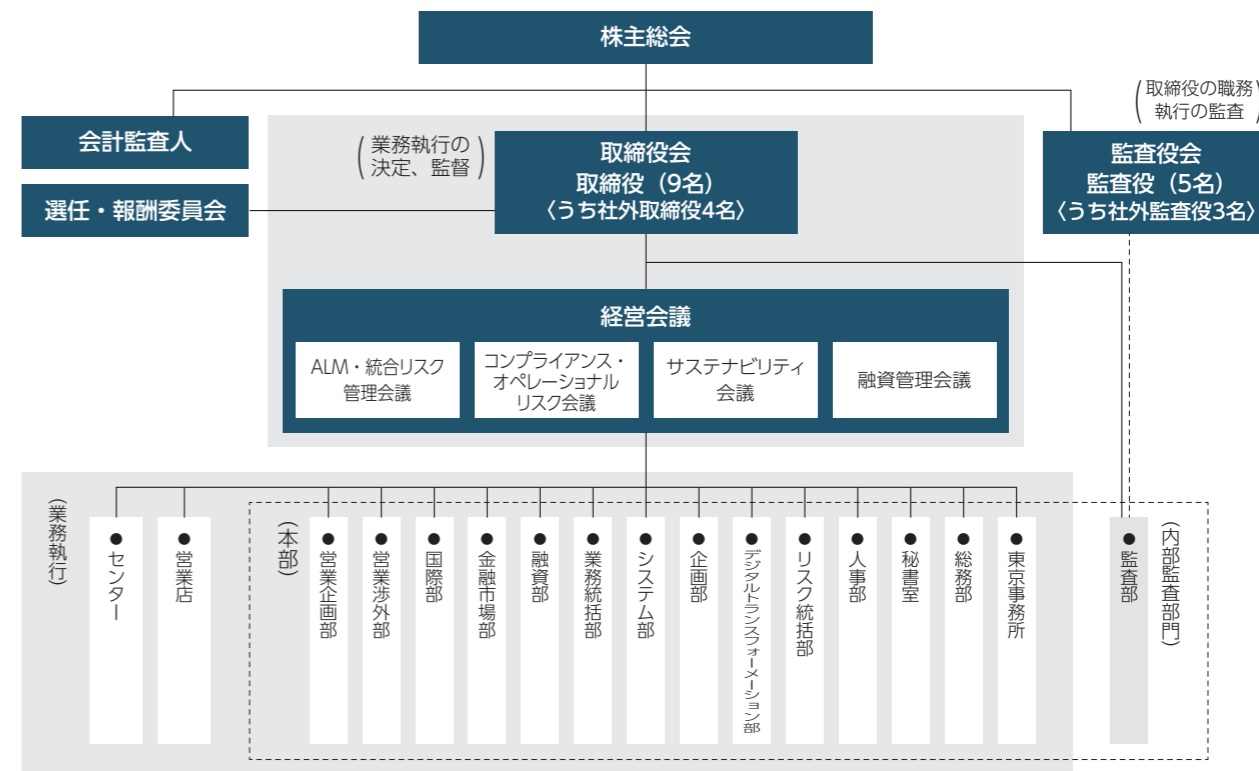 株主総会
(取締役の職務
執行の監査)
会計監査人
(業務執行の
決定、監督)
取締役会
取締役(9名)
〈うち社外取締役4名〉
監査役会
監査役(5名)
〈うち社外監査役3名〉
選任・報酬委員会
経営会議
ALM・統合リスク
管理会議
コンプライアンス・
オペレーショナル
リスク会議
サステナビリティ
会議
融資管理会議
(業務執行)
●センター
●営業店
(本部)
●営業企画部
●営業渉外部
●国際部
●金融市場部
●融資部
●業務統括部
●システム部
●企画部
●デジタルトランスフォーメーション部
●リスク統括部
●人事部
●秘書室
●総務部
●東京事務所
●監査部
(内部監査部門)